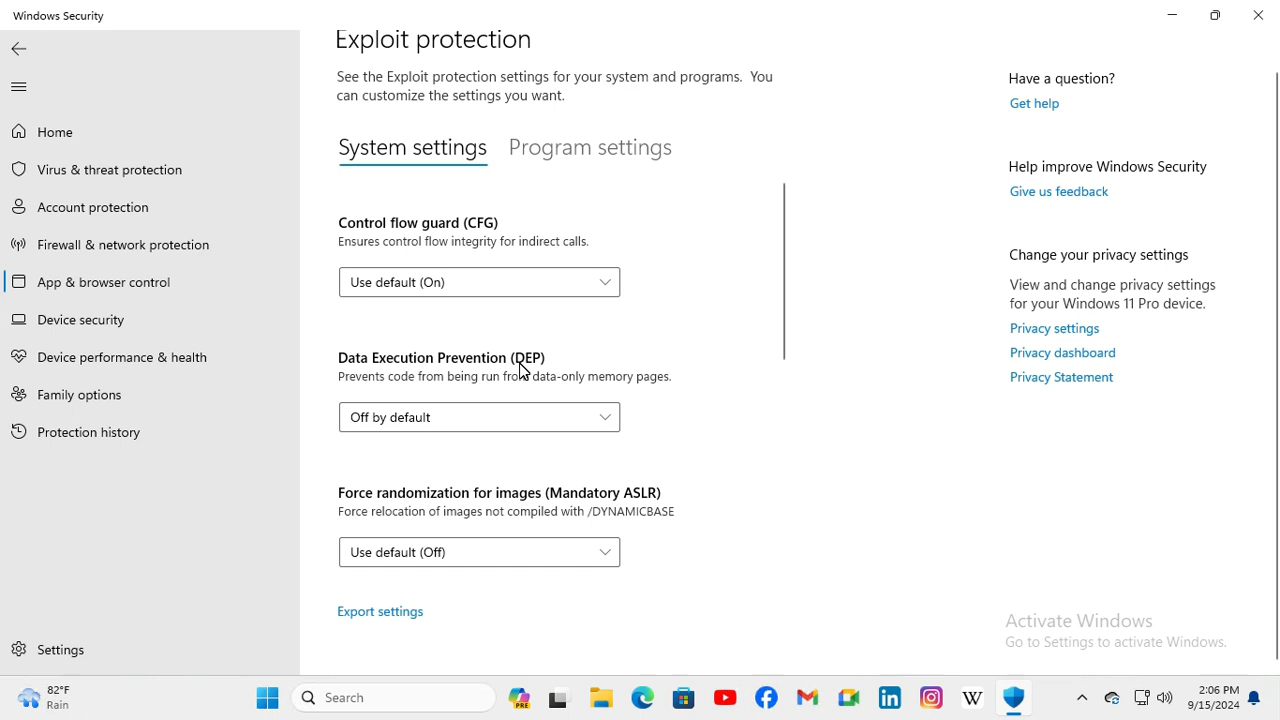 Windows Security
Exploit protection
See the Exploit protection settings for your system and programs. You
can customize the settings you want.
System settings
Program settings
Control flow guard (CFG)
Ensures control flow integrity for indirect calls.
Use default (On)
Data Execution Prevention (DEP)
Prevents code from being run from data-only memory pages.
Off by default
Force randomization for images (Mandatory ASLR)
Force relocation of images not compiled with /DYNAMICBASE
Use default (Off)
Export settings
Home
Virus & threat protection
Account protection
Firewall & network protection
App & browser control
Device security
Device performance & health
Family options
Protection history
Settings
Have a question?
Get help
Help improve Windows Security
Give us feedback
Change your privacy settings
View and change privacy settings
for your Windows 11 Pro device.
Privacy settings
Privacy dashboard
Privacy Statement
Activate Windows
Go to Settings to activate Windows.
82°F
Rain
Search
PRE
W
2:06 PM
9/15/2024